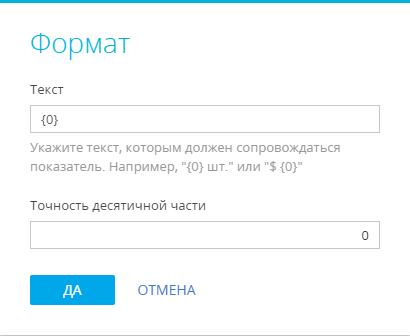 Формат
Текст
{0}
Укажите текст, которым должен сопровождаться
показатель. Например, "{0} шт." или "$ {0}"
Точность десятичной части
0
ДА ОТМЕНА